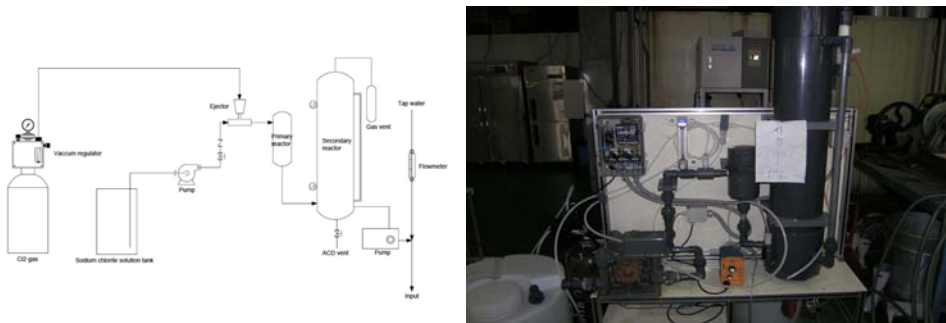 Ejector
Tap water
Primary
reactor
Secondary
reactor
Gas vent
Vaccum regulator
Flowmeter
Pump
Cl2 gas
Sodium chlorite solution tank
ACD vent
Pump
Input